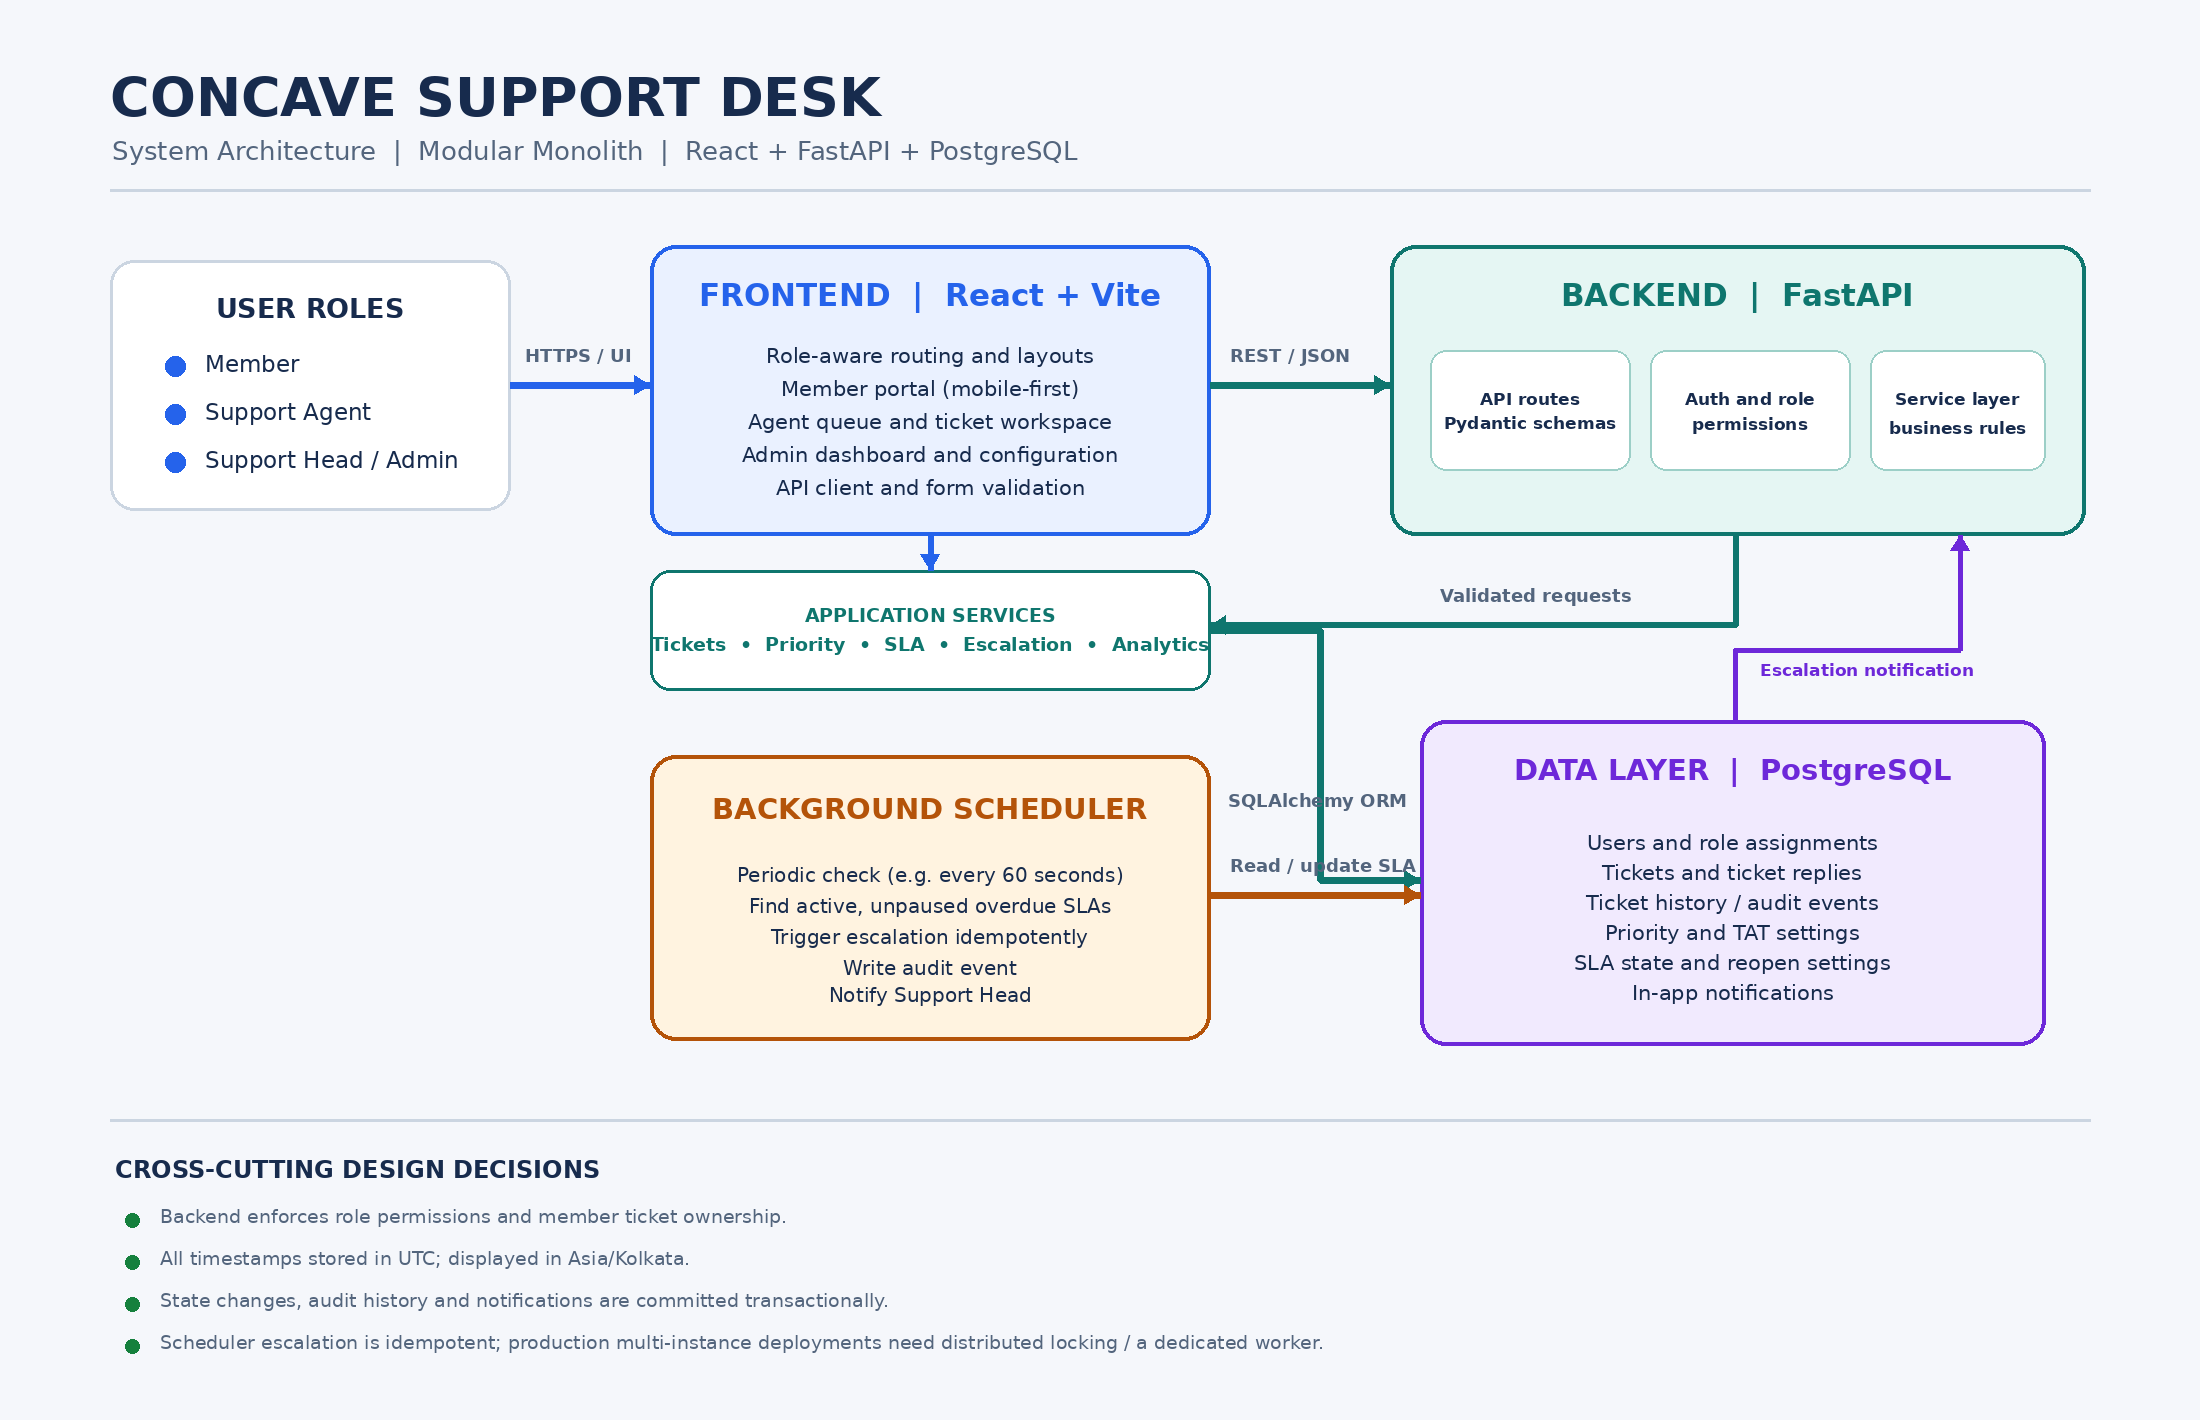 CONCAVE SUPPORT DESK
System Architecture | Modular Monolith | React + FastAPI + PostgreSQL
USER ROLES
Member
Support Agent
Support Head / Admin
HTTPS / UI
FRONTEND | React + Vite
Role-aware routing and layouts
Member portal (mobile-first)
Agent queue and ticket workspace
Admin dashboard and configuration
API client and form validation
REST / JSON
BACKEND | FastAPI
API routes
Pydantic schemas
Auth and role
permissions
Service layer
business rules
APPLICATION SERVICES
Tickets • Priority • SLA • Escalation • Analytics
Validated requests
Escalation notification
BACKGROUND SCHEDULER
Periodic check (e.g. every 60 seconds)
Find active, unpaused overdue SLAs
Trigger escalation idempotently
Write audit event
Notify Support Head
SQLAlchemy ORM
Read / update SLA
DATA LAYER | PostgreSQL
Users and role assignments
Tickets and ticket replies
Ticket history / audit events
Priority and TAT settings
SLA state and reopen settings
In-app notifications
CROSS-CUTTING DESIGN DECISIONS
Backend enforces role permissions and member ticket ownership.
All timestamps stored in UTC; displayed in Asia/Kolkata.
State changes, audit history and notifications are committed transactionally.
Scheduler escalation is idempotent; production multi-instance deployments need distributed locking / a dedicated worker.